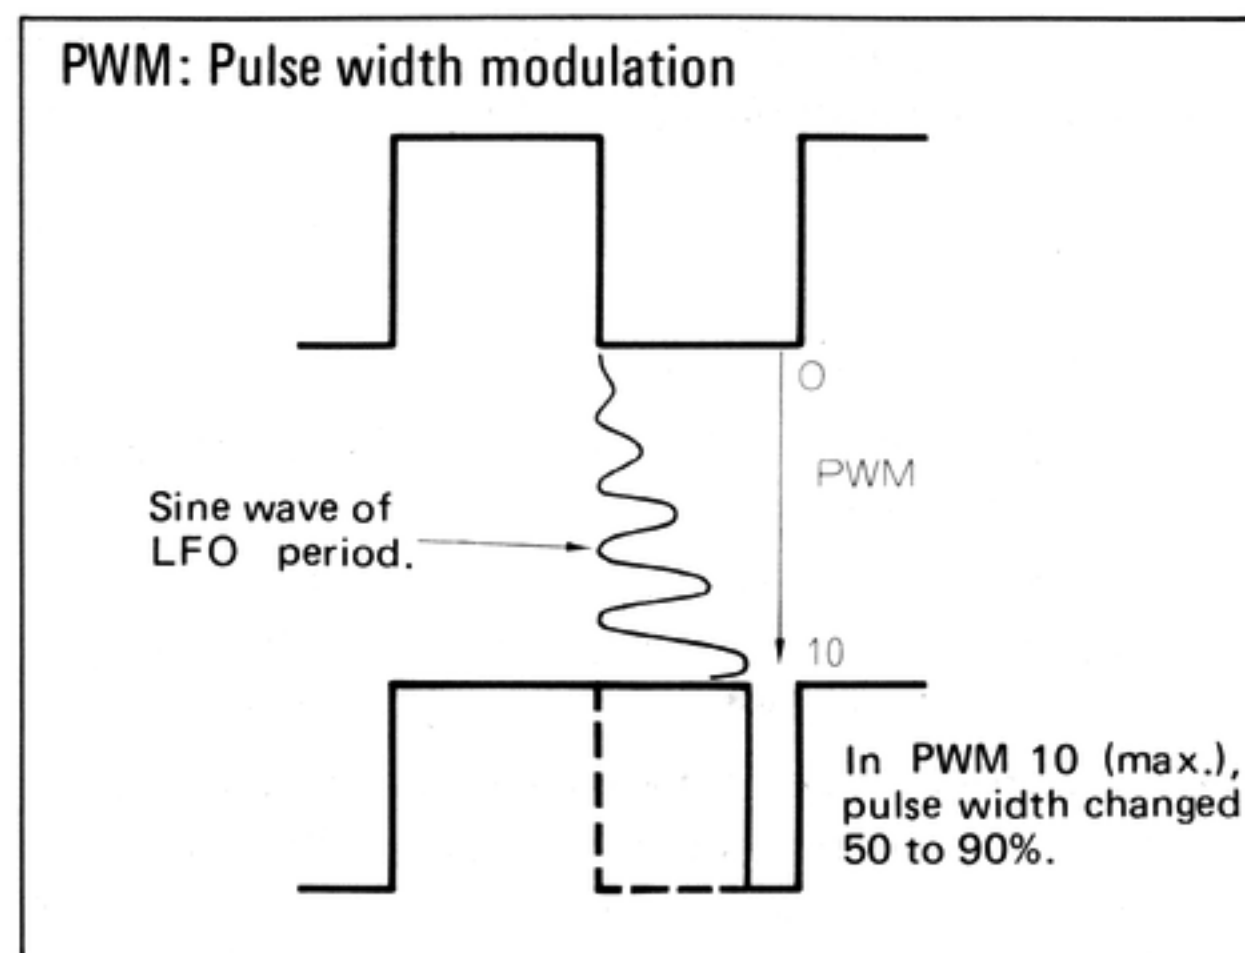 PWM: Pulse width modulation
0
PWM
Sine wave of
LFO period.
10
In PWM 10 (max.),
pulse width changed
50 to 90%.